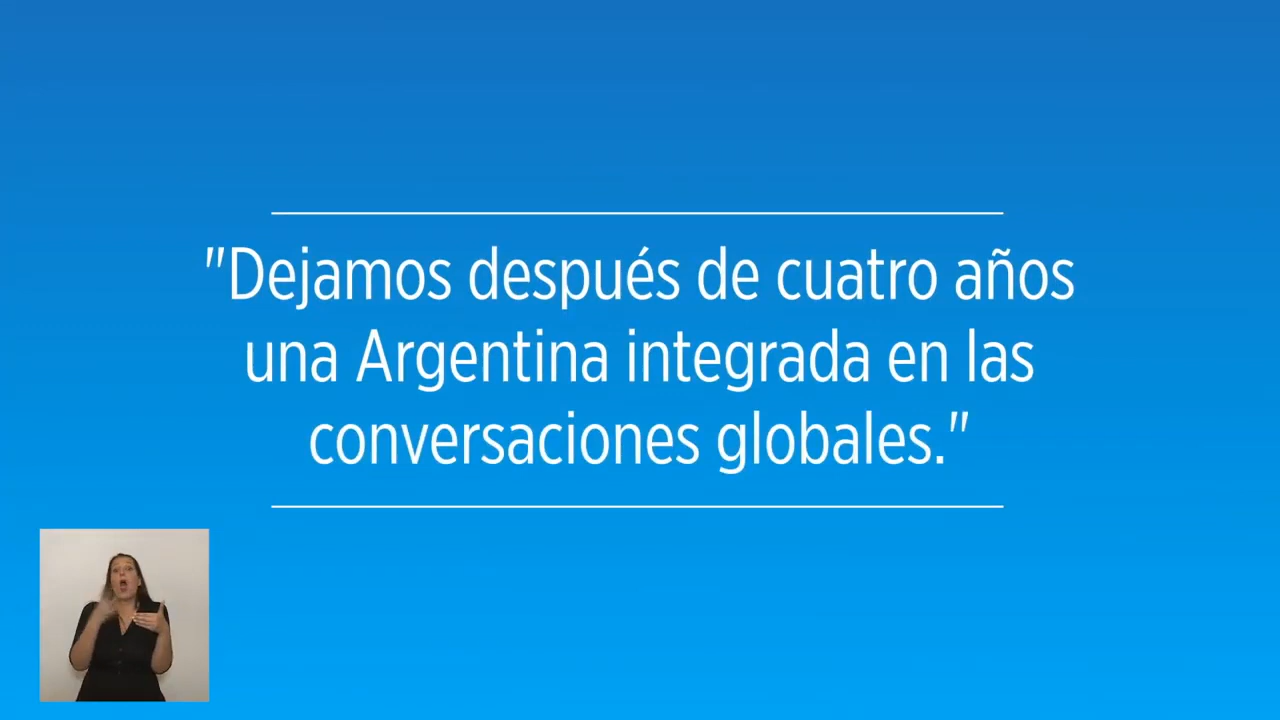 "Dejamos después de cuatro años
una Argentina integrada en las
conversaciones globales."